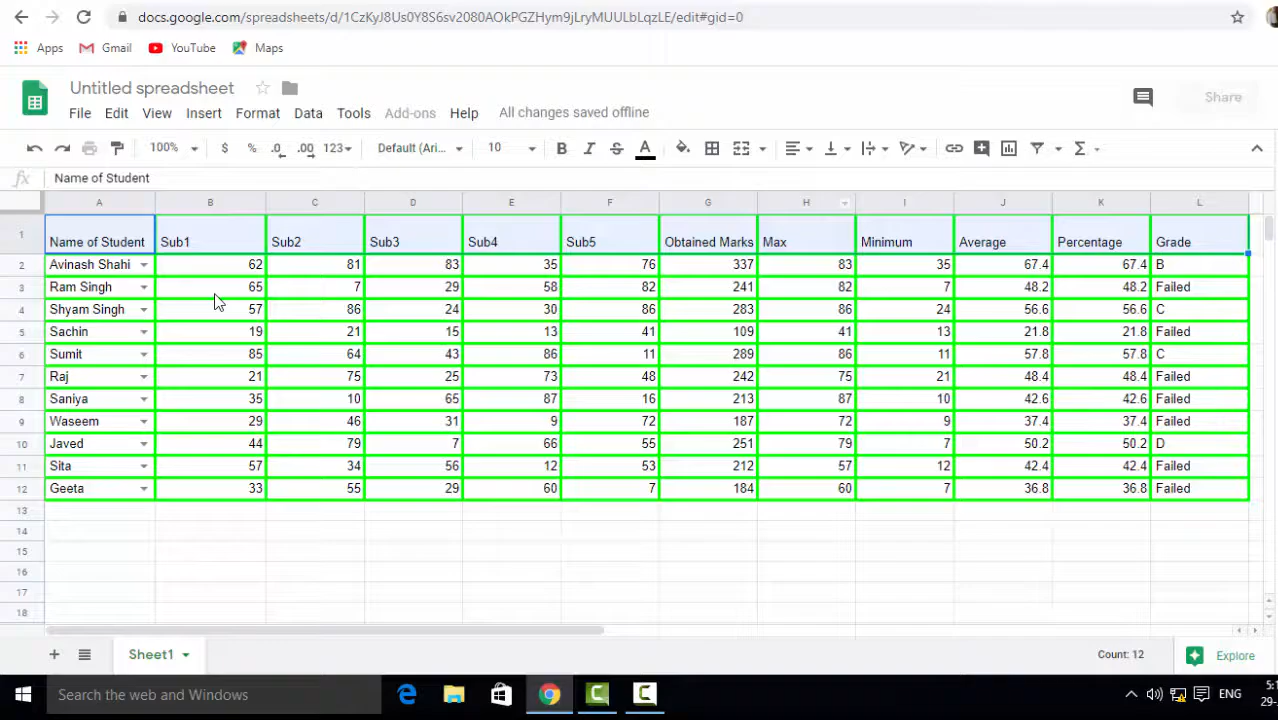 docs.google.com/spreadsheets/d/1CzKyJ8Us0Y8S6sv2080AOkPGZHym9jLryMUULbLqzLE/edit#gid=0
Apps Gmail YouTube Maps
Untitled spreadsheet
File Edit View Insert Format Data Tools Add-ons Help All changes saved offline
Share
100% $ % .0 .00 123 Default (Ari... 10 B I S A Σ
fx Name of Student
A B C D E F G H I J K L
1 Name of Student Sub1 Sub2 Sub3 Sub4 Sub5 Obtained Marks Max Minimum Average Percentage Grade
2 Avinash Shahi 62 81 83 35 76 337 83 35 67.4 67.4 B
3 Ram Singh 65 7 29 58 82 241 82 7 48.2 48.2 Failed
4 Shyam Singh 57 86 24 30 86 283 86 24 56.6 56.6 C
5 Sachin 19 21 15 13 41 109 41 13 21.8 21.8 Failed
6 Sumit 85 64 43 86 11 289 86 11 57.8 57.8 C
7 Raj 21 75 25 73 48 242 75 21 48.4 48.4 Failed
8 Saniya 35 10 65 87 16 213 87 10 42.6 42.6 Failed
9 Waseem 29 46 31 9 72 187 72 9 37.4 37.4 Failed
10 Javed 44 79 7 66 55 251 79 7 50.2 50.2 D
11 Sita 57 34 56 12 53 212 57 12 42.4 42.4 Failed
12 Geeta 33 55 29 60 7 184 60 7 36.8 36.8 Failed
13
14
15
16
17
18
Sheet1 Count: 12 Explore
Search the web and Windows ENG
5:1
29-